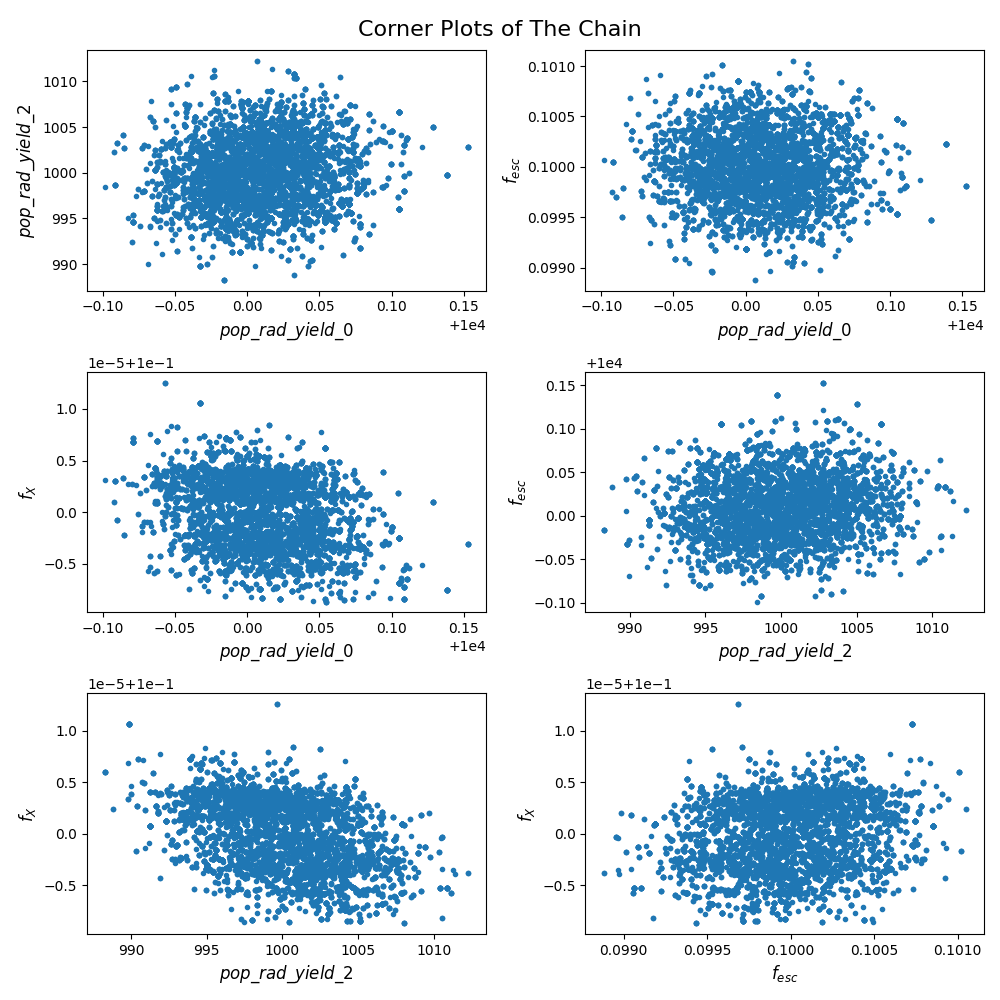 Corner Plots of The Chain
1010
1005
1000
995
990
pop_rad_yield_2
−0.10 −0.05 0.00 0.05 0.10 0.15
+1e4
pop_rad_yield_0
0.1010
0.1005
0.1000
0.0995
0.0990
f_esc
−0.10 −0.05 0.00 0.05 0.10 0.15
+1e4
pop_rad_yield_0
1e−5+1e−1
1.0
0.5
0.0
−0.5
f_X
−0.10 −0.05 0.00 0.05 0.10 0.15
+1e4
pop_rad_yield_0
+1e4
0.15
0.10
0.05
0.00
−0.05
−0.10
f_esc
990 995 1000 1005 1010
pop_rad_yield_2
1e−5+1e−1
1.0
0.5
0.0
−0.5
f_X
990 995 1000 1005 1010
pop_rad_yield_2
1e−5+1e−1
1.0
0.5
0.0
−0.5
f_X
0.0990 0.0995 0.1000 0.1005 0.1010
f_esc